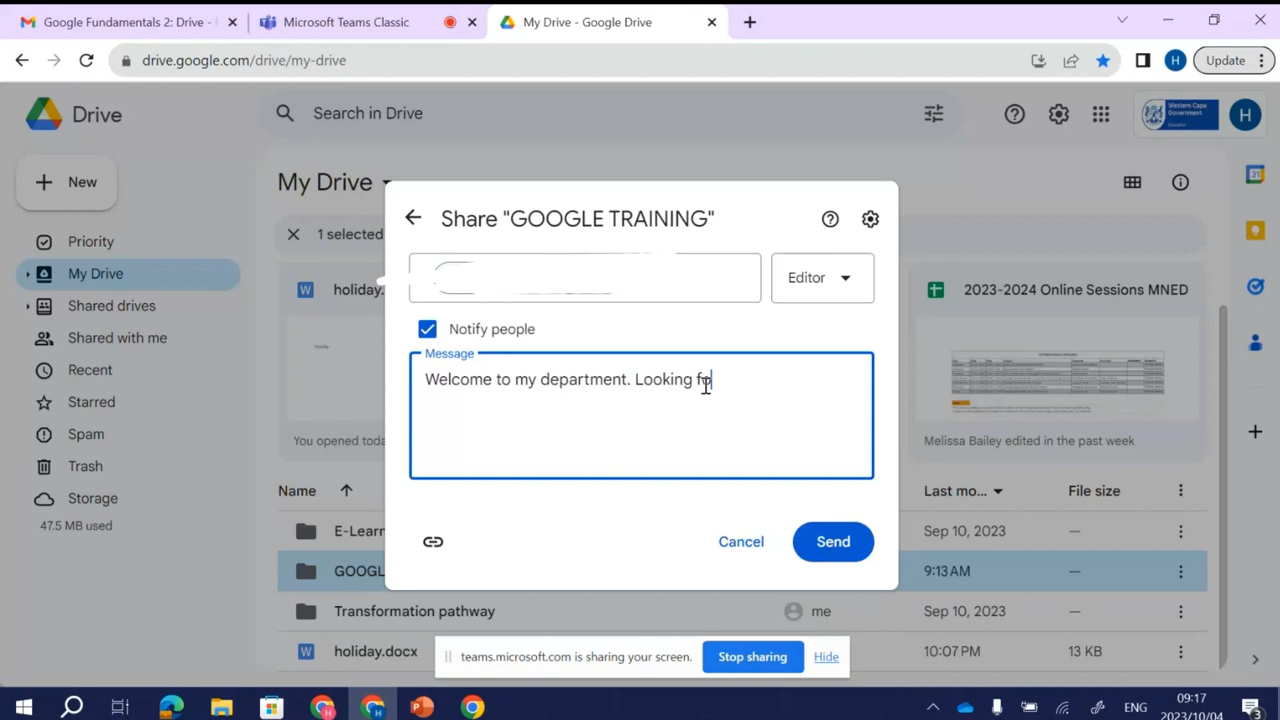 Google Fundamentals 2: Drive -
Microsoft Teams Classic
My Drive - Google Drive
drive.google.com/drive/my-drive
Update
Drive
Search in Drive
Western Cape
Government
H
New
My Drive
1 selected
Priority
My Drive
Shared drives
Shared with me
Recent
Starred
Spam
Trash
Storage
47.5 MB used
Share "GOOGLE TRAINING"
Editor
Notify people
Message
Welcome to my department. Looking fo
Cancel
Send
holiday.
You opened toda
2023-2024 Online Sessions MNED
Melissa Bailey edited in the past week
Name
Last mo...
File size
E-Learn
Sep 10, 2023
—
GOOGL
9:13 AM
—
Transformation pathway
me
Sep 10, 2023
—
holiday.docx
10:07 PM
13 KB
teams.microsoft.com is sharing your screen.
Stop sharing
Hide
ENG
09:17
2023/10/04
3